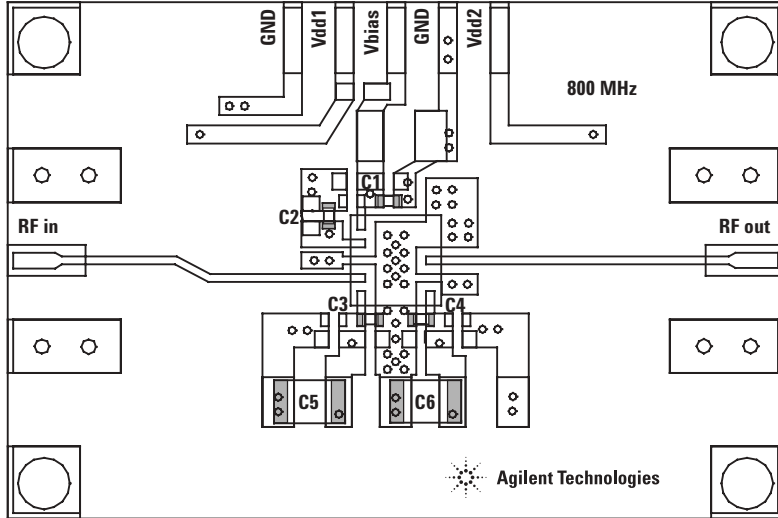 GND
Vdd1
Vbias
GND
Vdd2
800 MHz
C1
C2
RF in
RF out
C3
C4
C5
C6
Agilent Technologies